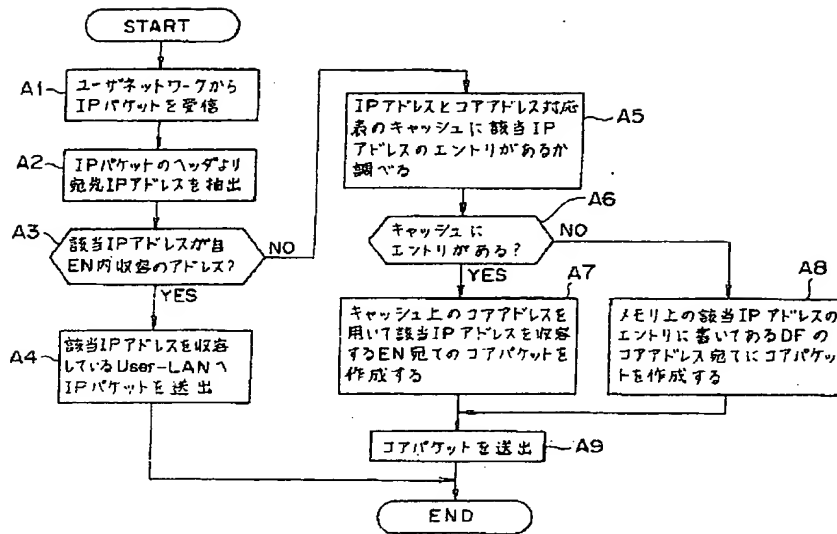 START
A1
ユーザネットワークから
IPパケットを受信
A2
IPパケットのヘッダより
宛先IPアドレスを抽出
A3
該当IPアドレスが自
EN内収容のアドレス?
NO
YES
A4
該当IPアドレスを収容
しているUser-LANへ
IPパケットを送出
A5
IPアドレスとコアアドレス対応
表のキャッシュに該当IP
アドレスのエントリがあるか
調べる
A6
キャッシュに
エントリがある?
NO
YES
A7
キャッシュ上のコアアドレスを
用いて該当IPアドレスを収容
するEN宛てのコアパケットを
作成する
A8
メモリ上の該当IPアドレスの
エントリに書いてあるDFの
コアアドレス宛てにコアパケッ
トを作成する
コアパケットを送出
A9
END